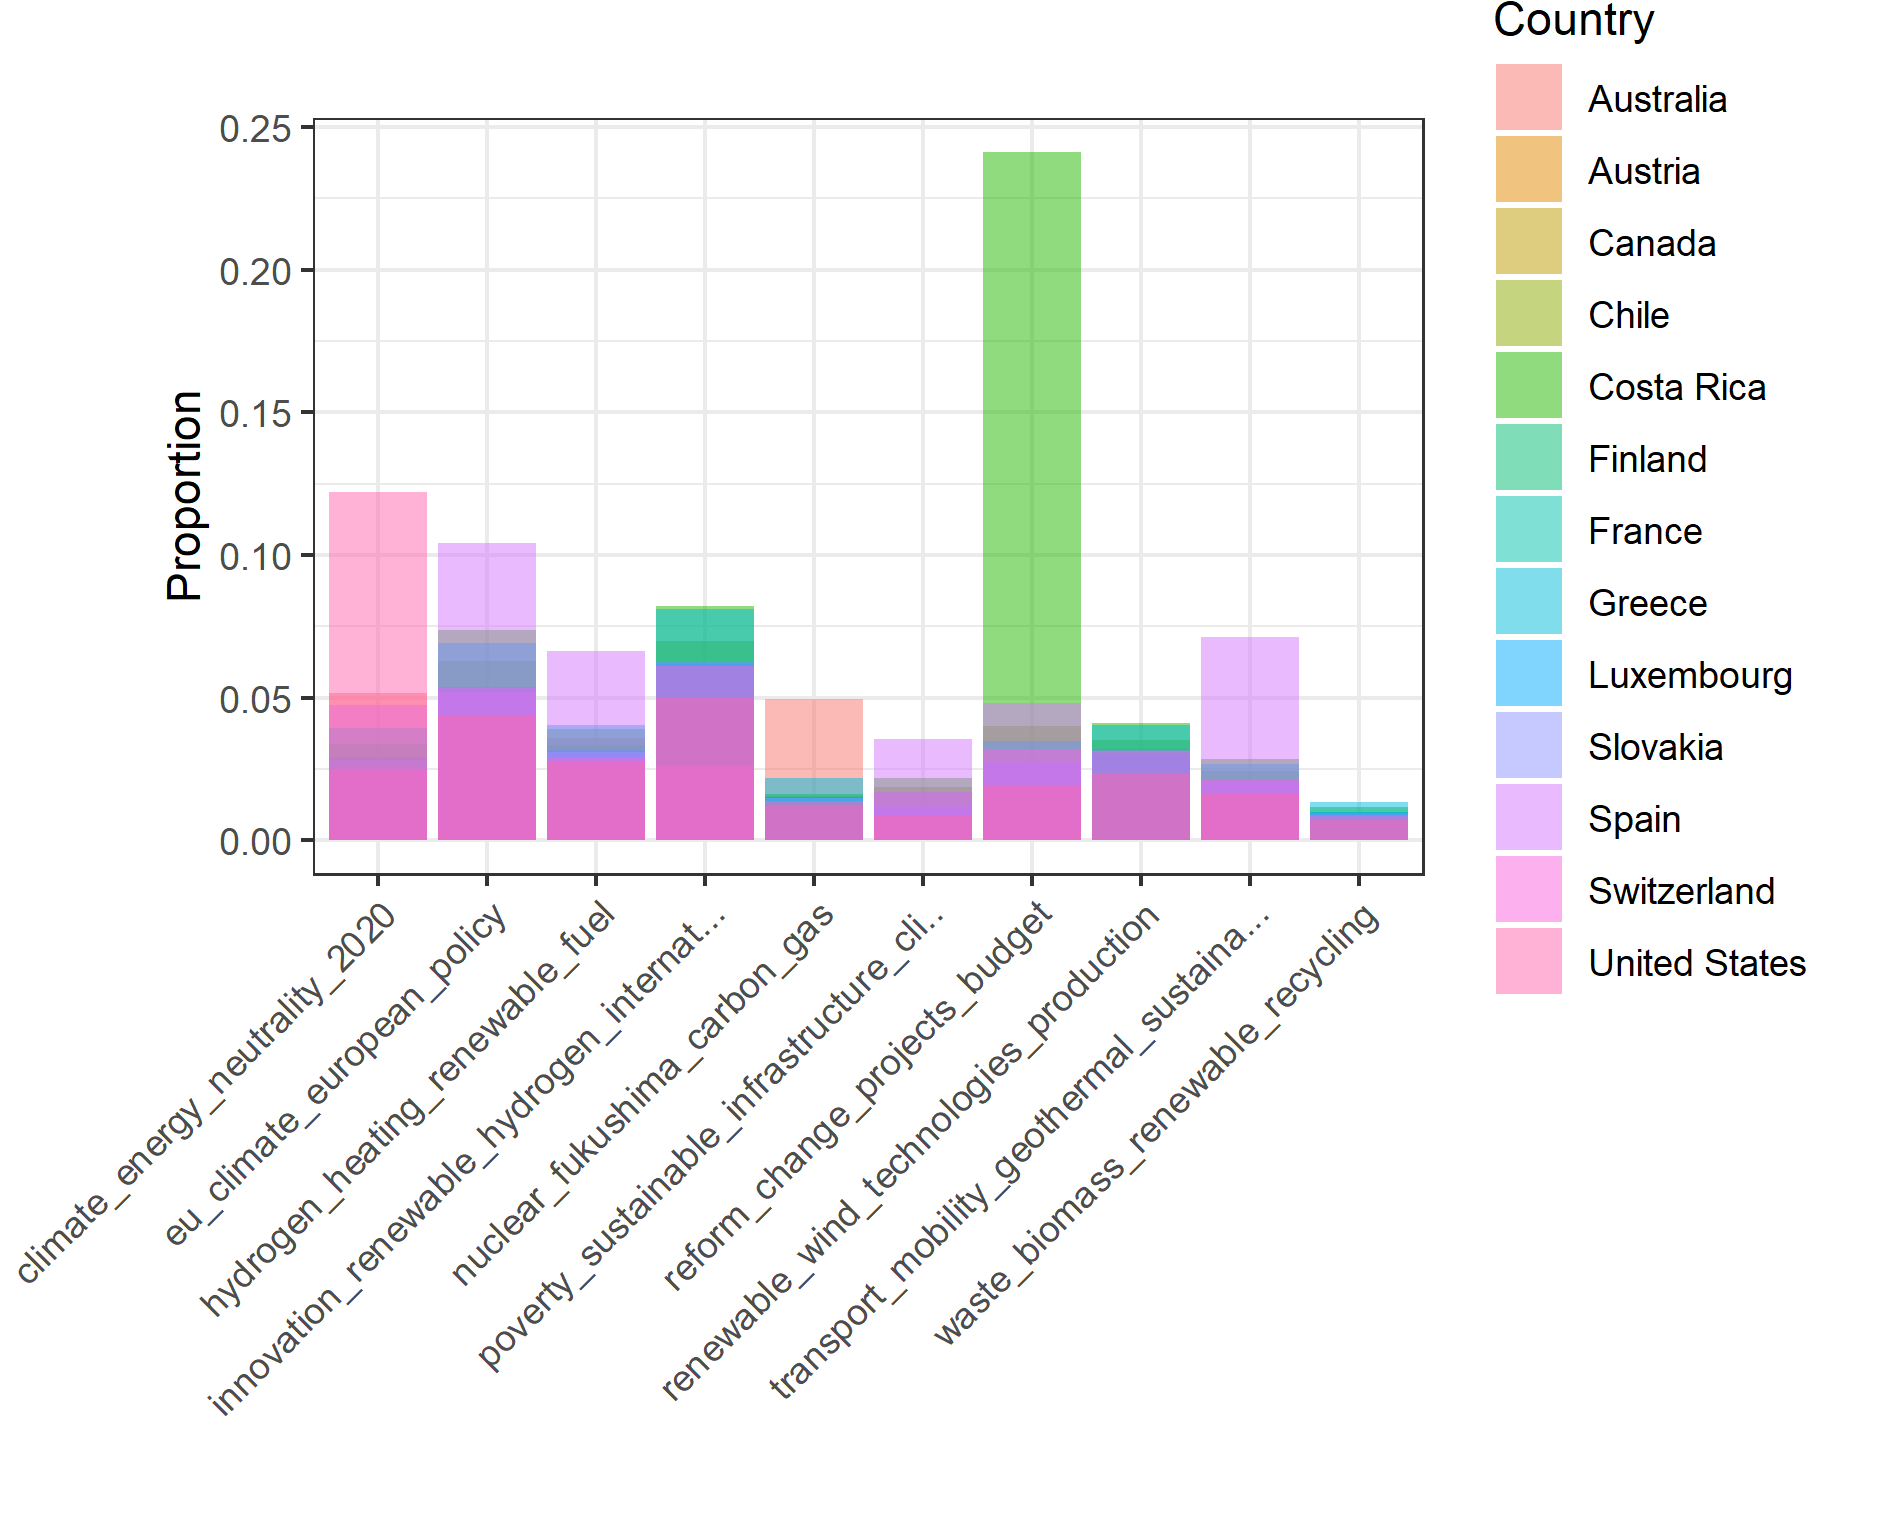 Country
Australia
Austria
Canada
Chile
Costa Rica
Finland
France
Greece
Luxembourg
Slovakia
Spain
Switzerland
United States
Proportion
0.25
0.20
0.15
0.10
0.05
0.00
climate_energy_neutrality_2020
eu_climate_european_policy
hydrogen_heating_renewable_fuel
innovation_renewable_hydrogen_internat...
nuclear_fukushima_carbon_gas
poverty_sustainable_infrastructure_cli..
reform_change_projects_budget
renewable_wind_technologies_production
transport_mobility_geothermal_sustaina...
waste_biomass_renewable_recycling